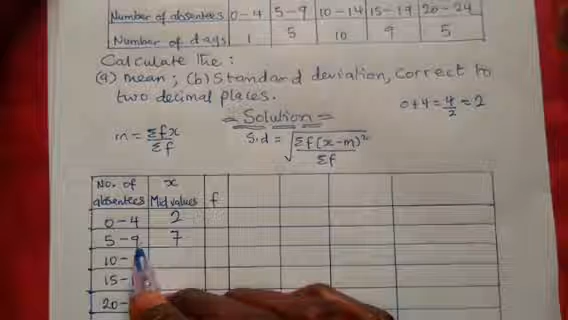 Number of absentees 0-4 5-9 10-14 15-19 20-24
Number of days 1 5 10 9 5
Calculate the:
(a) mean; (b) Standard deviation, correct to
two decimal places.
0+4=4/2=2
=Solution=
m = Σfx/Σf
S.d = √(Σf(x-m)²/Σf)
No. of absentees x Mid values f
0-4 2
5-9 7
10-
15-
20-